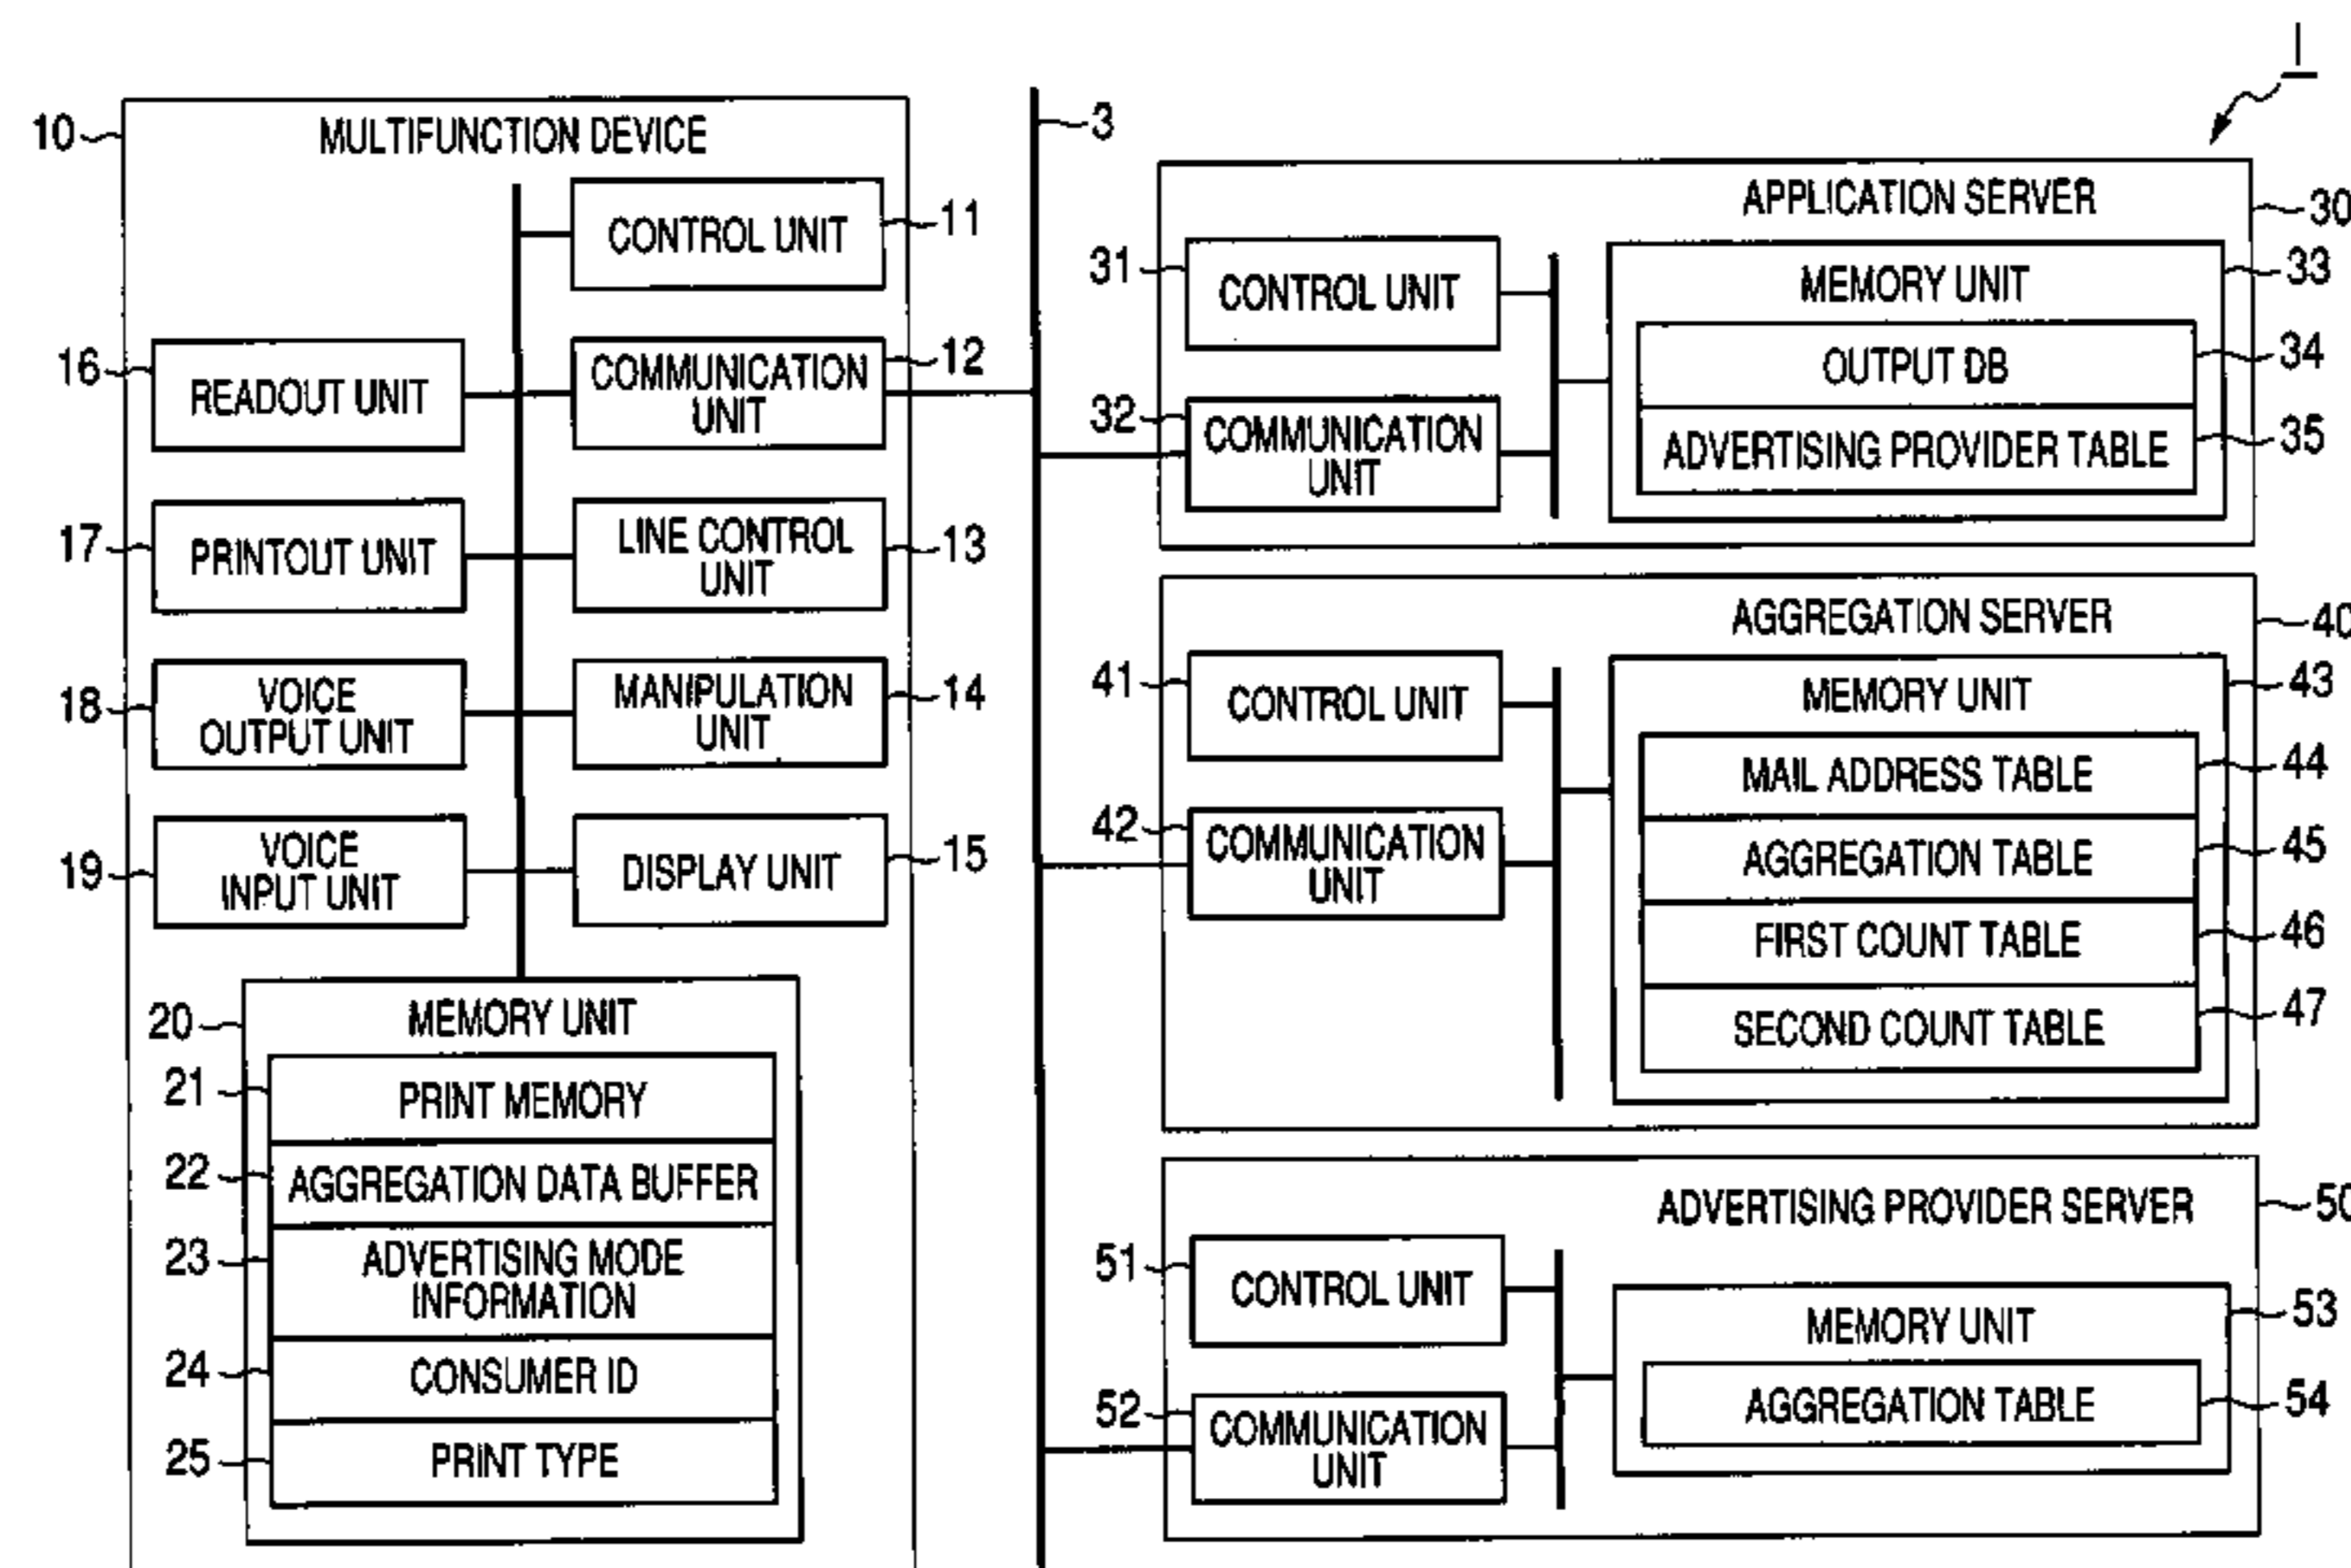 1
10
MULTIFUNCTION DEVICE
3
CONTROL UNIT
11
16
READOUT UNIT
COMMUNICATION
UNIT
12
17
PRINTOUT UNIT
LINE CONTROL
UNIT
13
18
VOICE
OUTPUT UNIT
MANIPULATION
UNIT
14
19
VOICE
INPUT UNIT
DISPLAY UNIT
15
20
MEMORY UNIT
21
PRINT MEMORY
22
AGGREGATION DATA BUFFER
23
ADVERTISING MODE
INFORMATION
24
CONSUMER ID
25
PRINT TYPE
APPLICATION SERVER
30
31
CONTROL UNIT
32
COMMUNICATION
UNIT
MEMORY UNIT
33
OUTPUT DB
34
ADVERTISING PROVIDER TABLE
35
AGGREGATION SERVER
40
41
CONTROL UNIT
42
COMMUNICATION
UNIT
MEMORY UNIT
43
MAIL ADDRESS TABLE
44
AGGREGATION TABLE
45
FIRST COUNT TABLE
46
SECOND COUNT TABLE
47
ADVERTISING PROVIDER SERVER
50
51
CONTROL UNIT
52
COMMUNICATION
UNIT
MEMORY UNIT
53
AGGREGATION TABLE
54